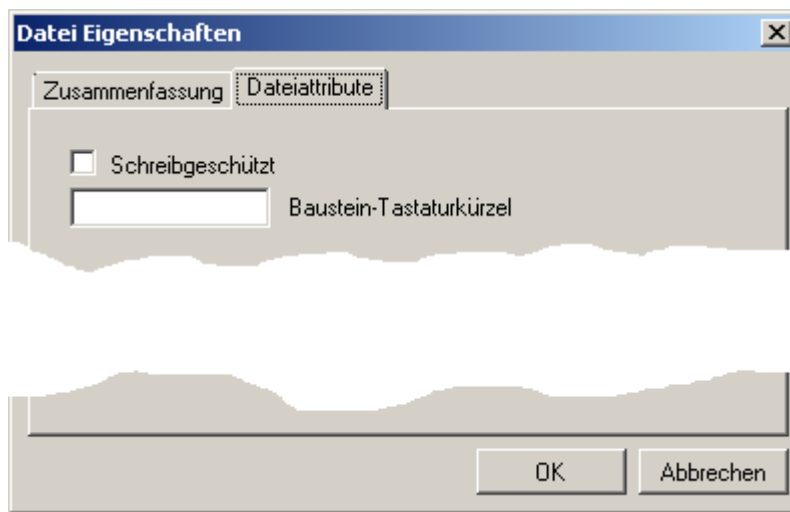 Datei Eigenschaften
Zusammenfassung Dateiattribute
Schreibgeschützt
Baustein-Tastaturkürzel
OK Abbrechen